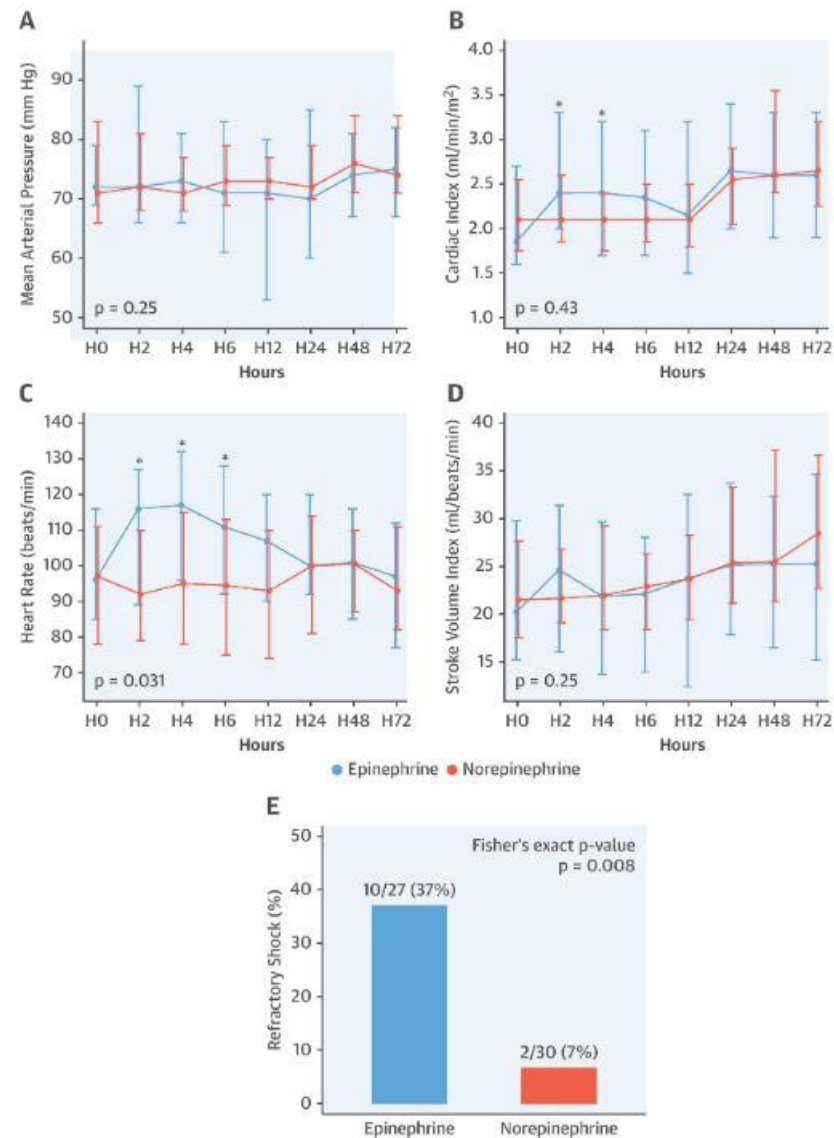 A
Mean Arterial Pressure (mm Hg)
90
80
70
60
50
p = 0.25
H0 H2 H4 H6 H12 H24 H48 H72
Hours
B
Cardiac Index (ml/min/m²)
4.0
3.5
3.0
2.5
2.0
1.5
1.0
* *
p = 0.43
H0 H2 H4 H6 H12 H24 H48 H72
Hours
C
Heart Rate (beats/min)
140
130
120
110
100
90
80
70
* * *
p = 0.031
H0 H2 H4 H6 H12 H24 H48 H72
Hours
D
Stroke Volume Index (ml/beats/min)
40
35
30
25
20
15
p = 0.25
H0 H2 H4 H6 H12 H24 H48 H72
Hours
Epinephrine Norepinephrine
E
Refractory Shock (%)
50
40
30
20
10
0
Fisher's exact p-value
p = 0.008
10/27 (37%)
2/30 (7%)
Epinephrine Norepinephrine